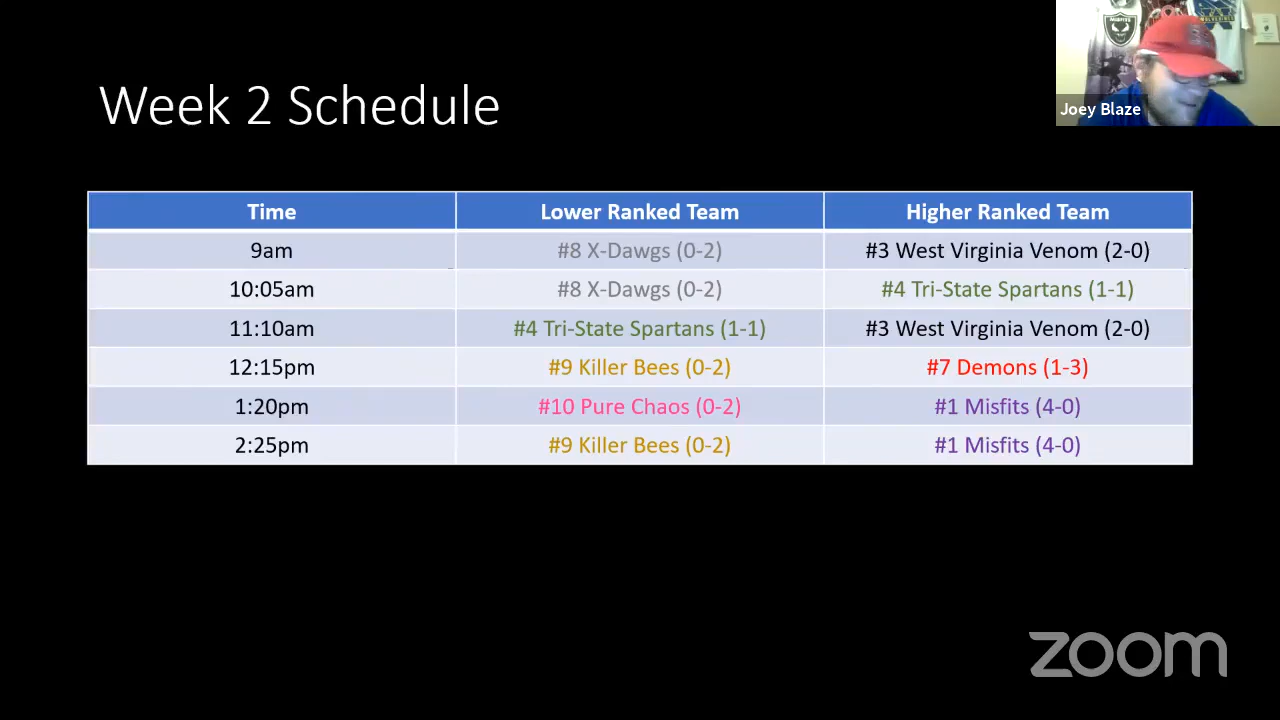 Week 2 Schedule
MISFITS
WOLVERINES
Joey Blaze
Time Lower Ranked Team Higher Ranked Team
9am #8 X-Dawgs (0-2) #3 West Virginia Venom (2-0)
10:05am #8 X-Dawgs (0-2) #4 Tri-State Spartans (1-1)
11:10am #4 Tri-State Spartans (1-1) #3 West Virginia Venom (2-0)
12:15pm #9 Killer Bees (0-2) #7 Demons (1-3)
1:20pm #10 Pure Chaos (0-2) #1 Misfits (4-0)
2:25pm #9 Killer Bees (0-2) #1 Misfits (4-0)
zoom